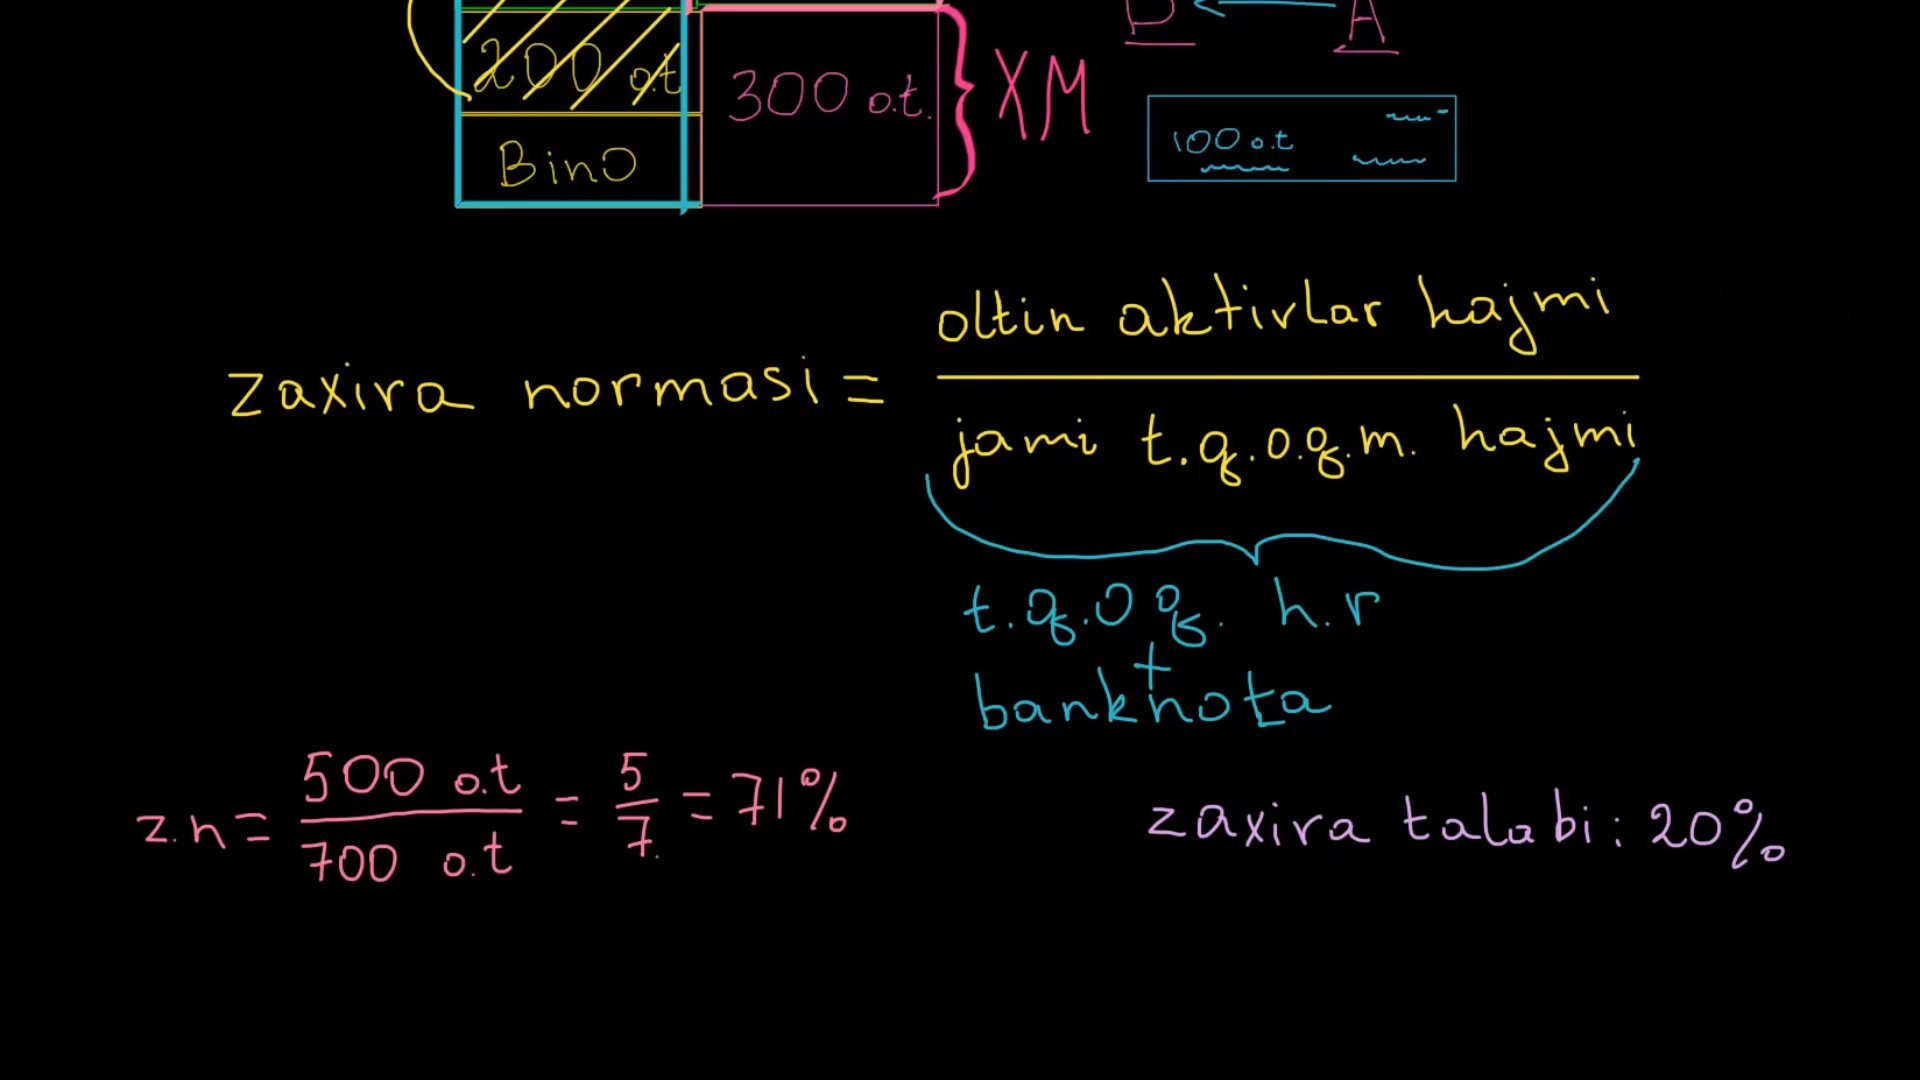 200 o.t
300 o.t.
XM
A
100 o.t
Bino
zaxira normasi = oltin aktivlar hajmi
jami t.q.o.q.m. hajmi
t.q.o q. h.r
+
banknota
z.n = 500 o.t / 700 o.t = 5/7 = 71%
zaxira talabi: 20%